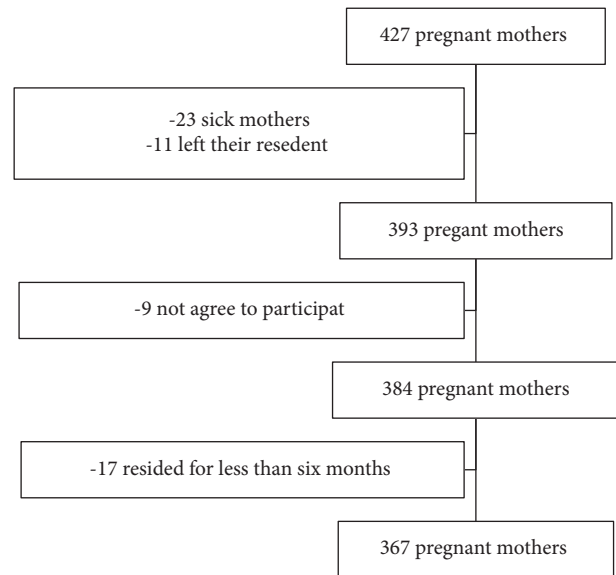 427 pregnant mothers
-23 sick mothers
-11 left their resedent
393 pregant mothers
-9 not agree to participat
384 pregnant mothers
-17 resided for less than six months
367 pregnant mothers